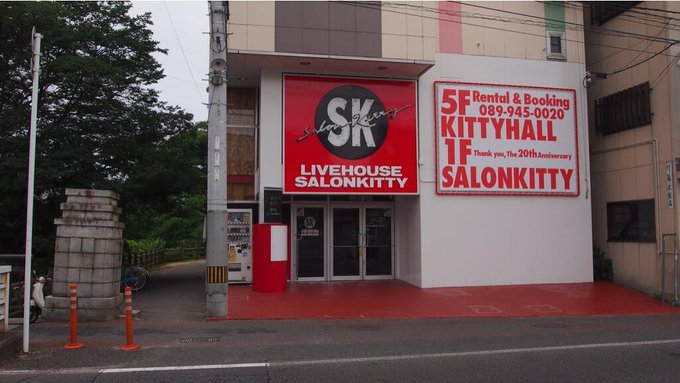 SK
Salon Kitty
LIVEHOUSE
SALONKITTY
5F Rental & Booking
089-945-0020
KITTYHALL
1F Thank you, The 20th Anniversary
SALONKITTY
SK